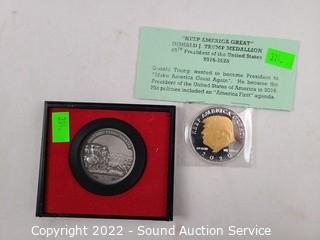 "KEEP AMERICA GREAT"
DONALD J. TRUMP MEDALLION
45TH President of the United States
2016-2020
Donald Trump wanted to become President to
"Make America Great Again". He became the
President of the United States of America in 2016.
His policies included an "America First" agenda.
KEEP AMERICA GREAT
2020
Copyright 2022 - Sound Auction Service